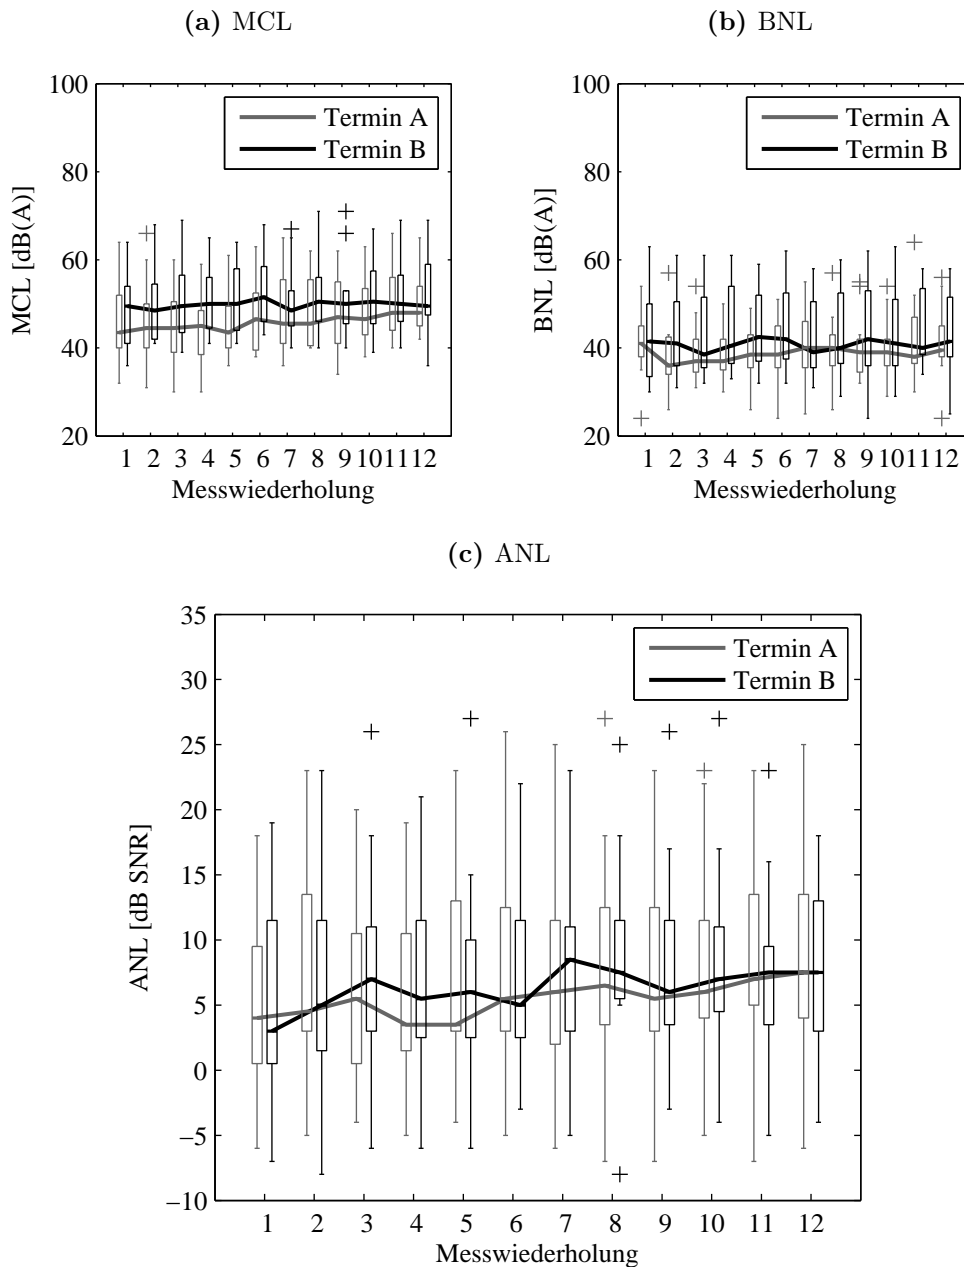 (a) MCL
100
80
60
40
20
MCL [dB(A)]
Termin A
Termin B
1 2 3 4 5 6 7 8 9 10 11 12
Messwiederholung
(b) BNL
100
80
60
40
20
BNL [dB(A)]
Termin A
Termin B
1 2 3 4 5 6 7 8 9 10 11 12
Messwiederholung
(c) ANL
35
30
25
20
15
10
5
0
−5
−10
ANL [dB SNR]
Termin A
Termin B
1 2 3 4 5 6 7 8 9 10 11 12
Messwiederholung